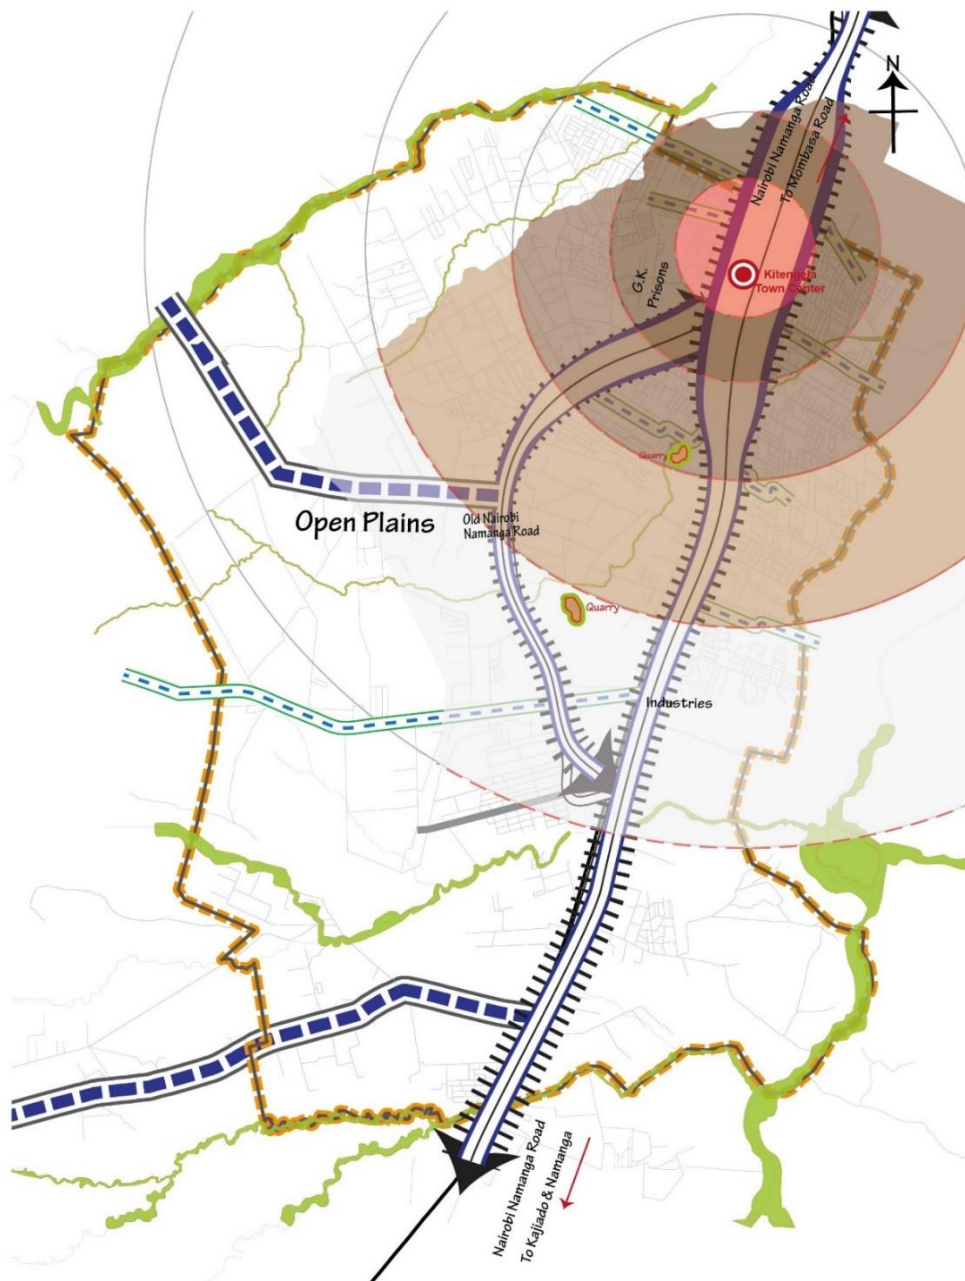 N
Nairobi Namanga Road
To Mombasa Road
G.K.
Prisons
Kitengela
Town Center
Quarry
Open Plains
Old Nairobi
Namanga Road
Quarry
Industries
Nairobi Namanga Road
To Kajiado & Namanga